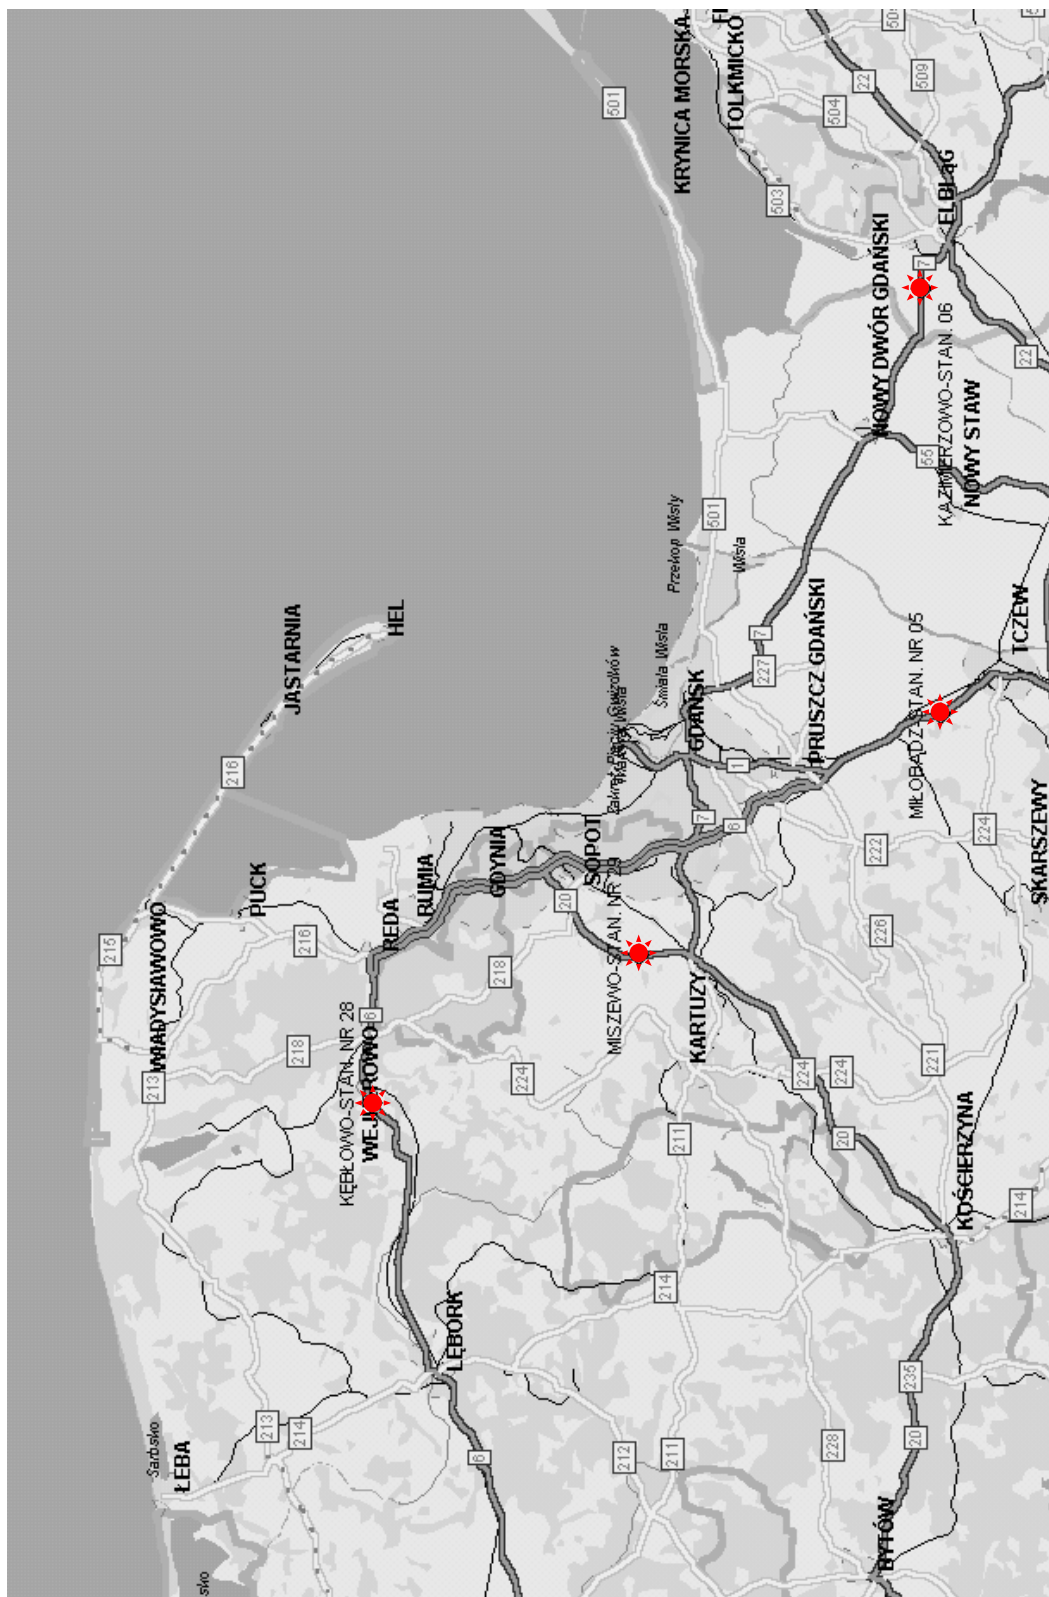 215
Sarbsko
213
WŁADYSŁAWOWO
ŁEBA
sko
216
PUCK
JASTARNIA
213
214
218
216
KĘBŁOWO-STAN. NR 28
WEJHEROWO
6
REDA
HEL
RUMIA
LĘBORK
6
GDYNIA
218
224
20
SOPOT
MISZEWO-STAN. NR 29
501
212
211
214
211
KARTUZY
Śmiała Wisła
Przekop Wisły
KRYNICA MORSKA
GDAŃSK
7
6
1
501
Wisła
TOLKMICKO
227
7
503
224
224
20
PRUSZCZ GDAŃSKI
228
504
22
222
226
NOWY DWÓR GDAŃSKI
BYTÓW
20
235
221
MIŁOBĄDZ-STAN. NR 05
7
55
509
KAZIMIERZOWO-STAN. 06
ELBLĄG
KOŚCIERZYNA
NOWY STAW
224
214
TCZEW
22
SKARSZEWY